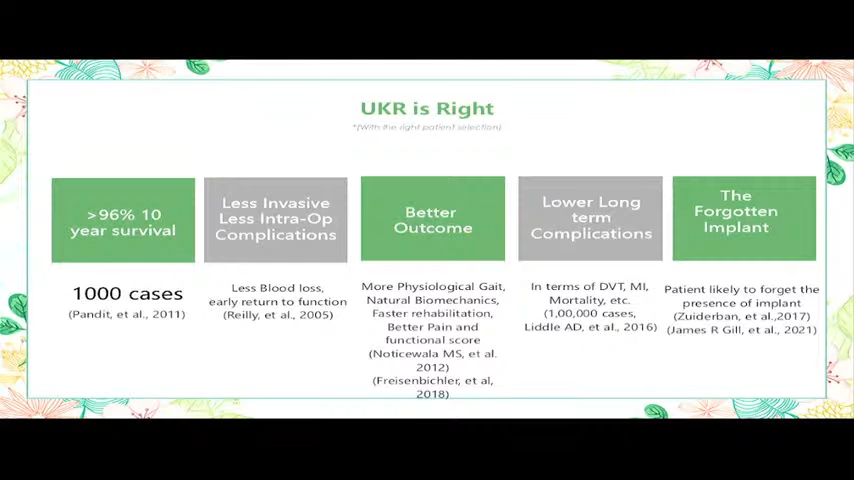 UKR is Right
*(With the right patient selection)
>96% 10
year survival
1000 cases
(Pandit, et al., 2011)
Less Invasive
Less Intra-Op
Complications
Less Blood loss,
early return to function
(Reilly, et al., 2005)
Better
Outcome
More Physiological Gait,
Natural Biomechanics,
Faster rehabilitation,
Better Pain and
functional score
(Noticewala MS, et al.
2012)
(Freisenbichler, et al,
2018)
Lower Long
term
Complications
In terms of DVT, MI,
Mortality, etc.
(1,00,000 cases,
Liddle AD, et al., 2016)
The
Forgotten
Implant
Patient likely to forget the
presence of implant
(Zuiderban, et al.,2017)
(James R Gill, et al., 2021)